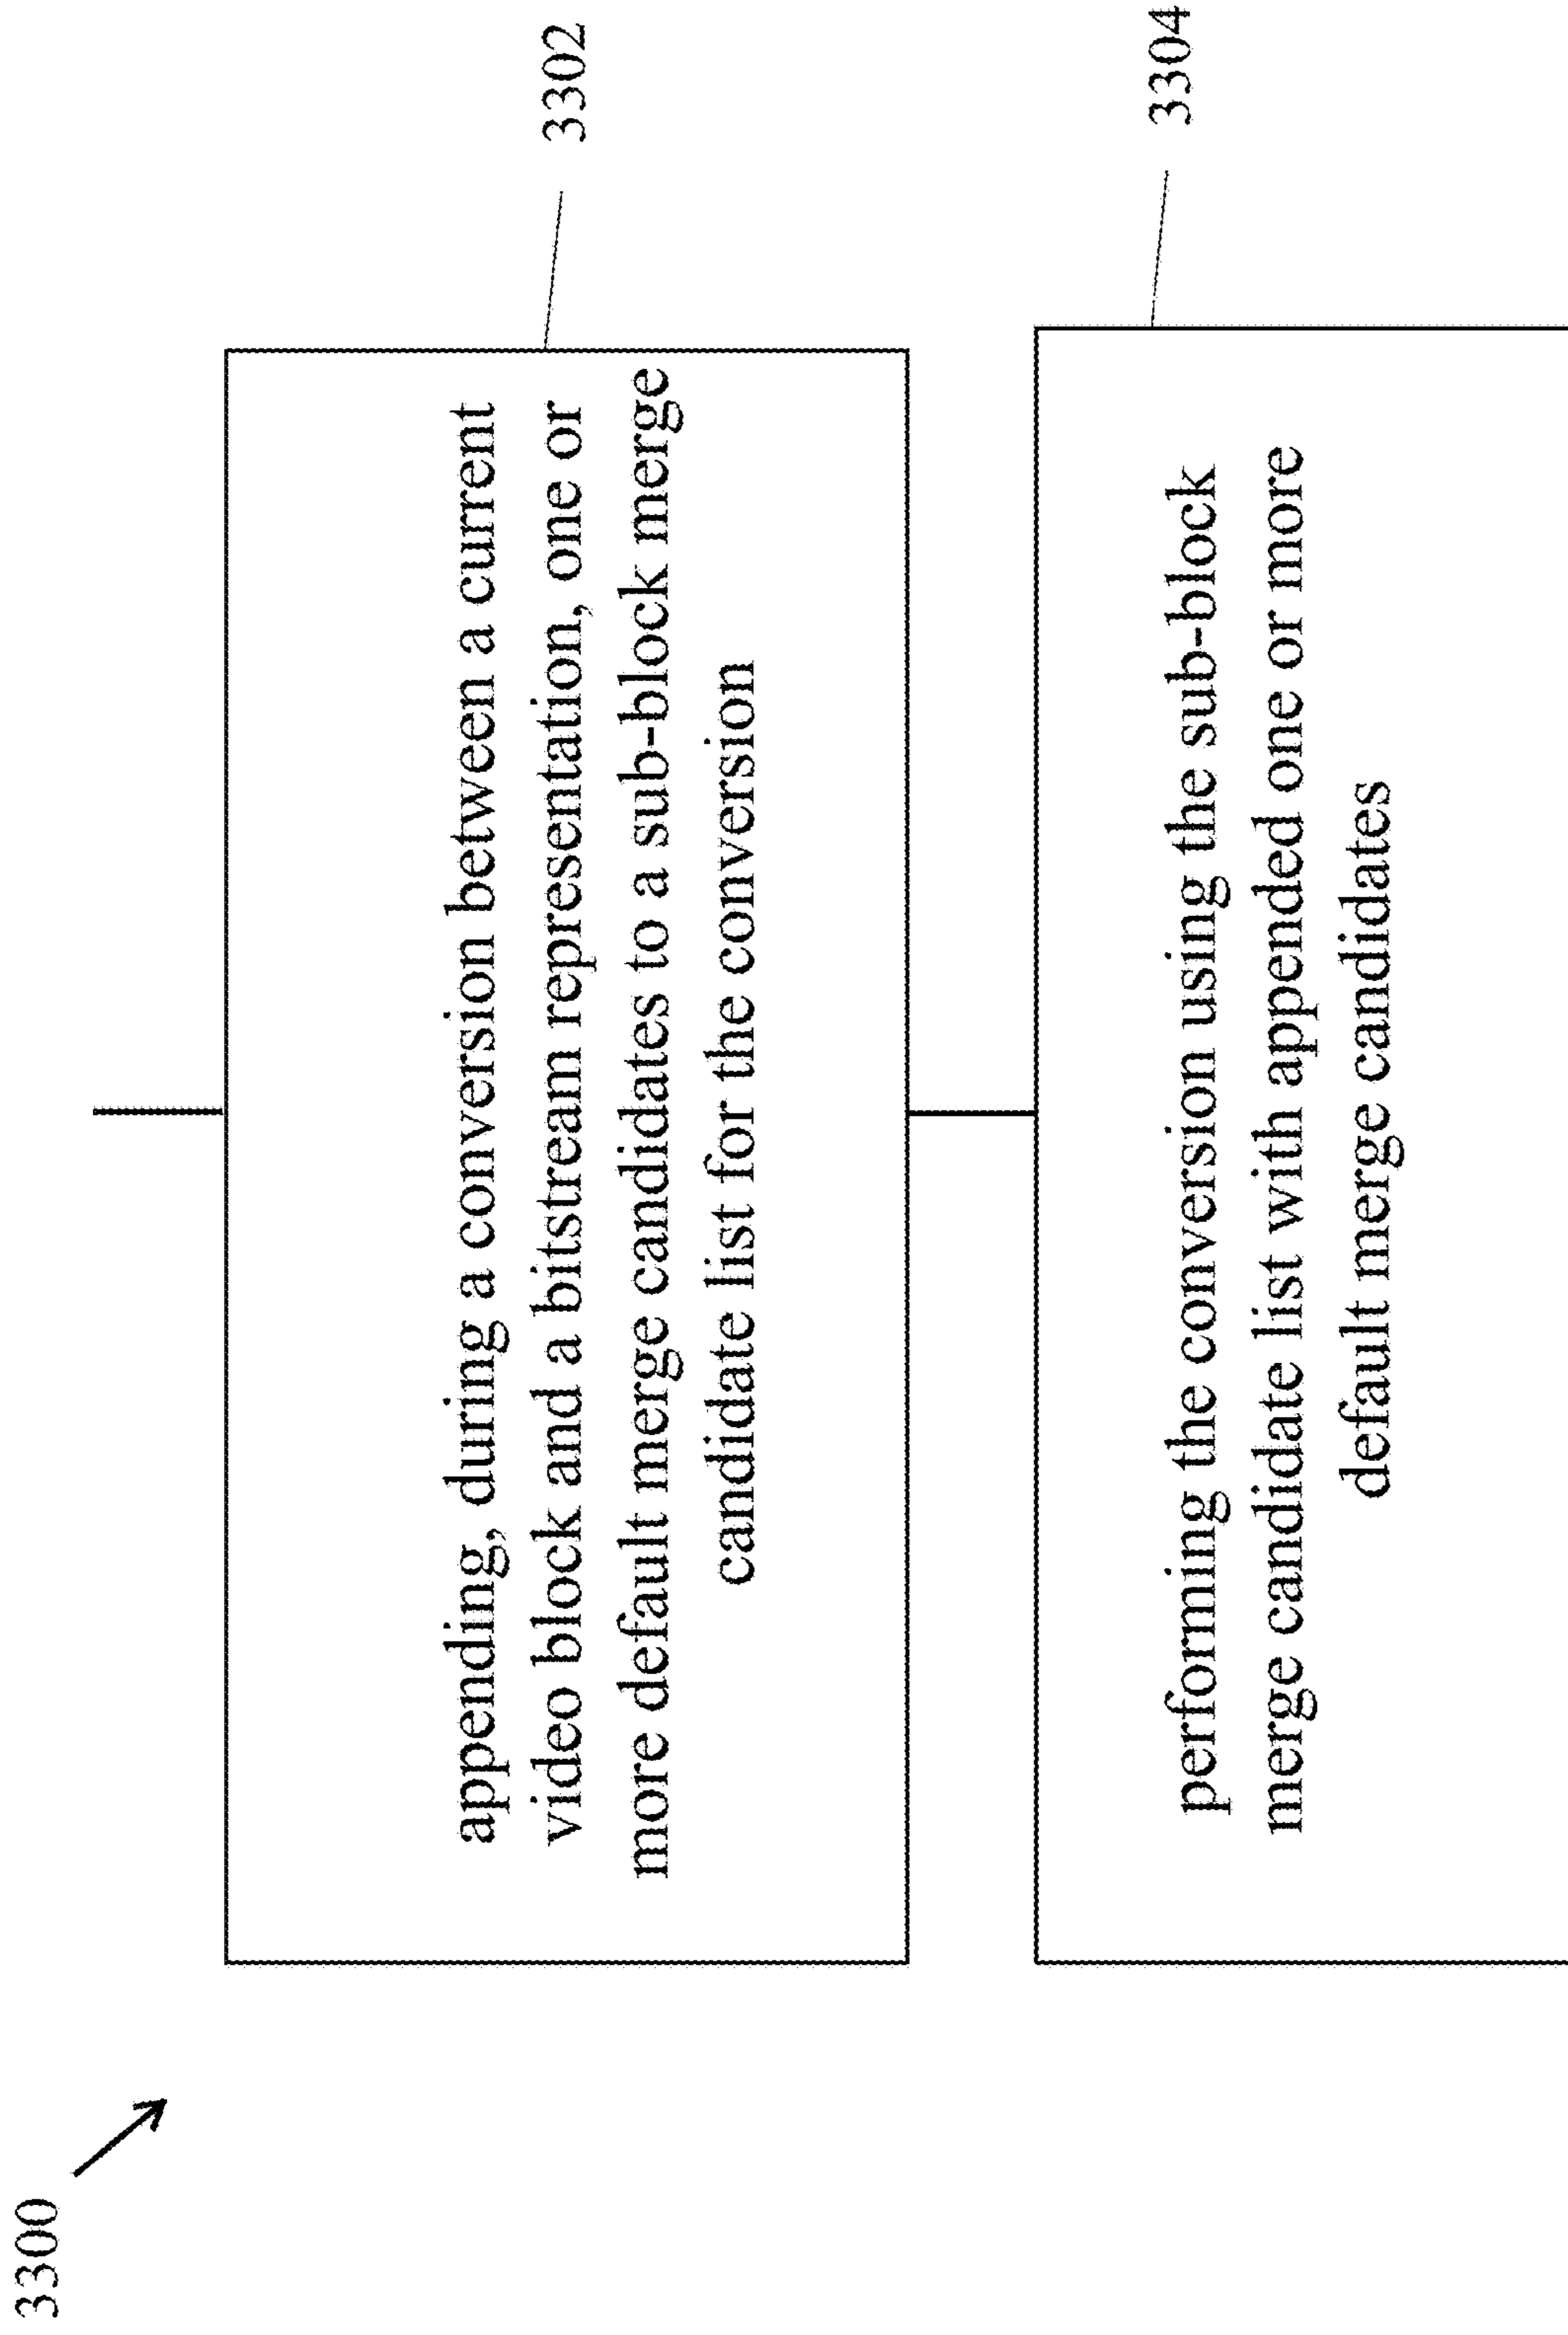 3300
appending, during a conversion between a current
video block and a bitstream representation, one or
more default merge candidates to a sub-block merge
candidate list for the conversion
3302
performing the conversion using the sub-block
merge candidate list with appended one or more
default merge candidates
3304